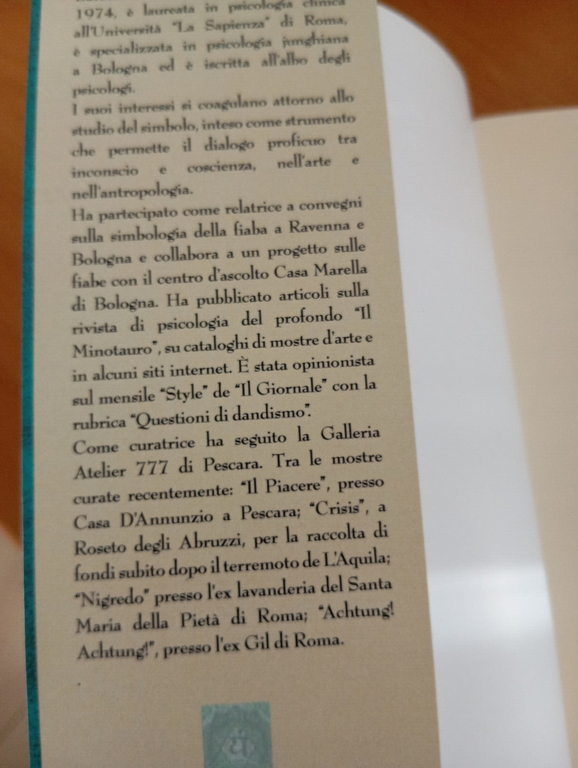 1974, è laureata in psicologia clinica
all'Università "La Sapienza" di Roma,
è specializzata in psicologia junghiana
a Bologna ed è iscritta all'albo degli
psicologi.
I suoi interessi si coagulano attorno allo
studio del simbolo, inteso come strumento
che permette il dialogo proficuo tra
inconscio e coscienza, nell'arte e
nell'antropologia.
Ha partecipato come relatrice a convegni
sulla simbologia della fiaba a Ravenna e
Bologna e collabora a un progetto sulle
fiabe con il centro d'ascolto Casa Marella
di Bologna. Ha pubblicato articoli sulla
rivista di psicologia del profondo "Il
Minotauro", su cataloghi di mostre d'arte e
in alcuni siti internet. È stata opinionista
sul mensile "Style" de "Il Giornale" con la
rubrica "Questioni di dandismo".
Come curatrice ha seguito la Galleria
Atelier 777 di Pescara. Tra le mostre
curate recentemente: "Il Piacere", presso
Casa D'Annunzio a Pescara; "Crisis", a
Roseto degli Abruzzi, per la raccolta di
fondi subito dopo il terremoto de L'Aquila;
"Nigredo" presso l'ex lavanderia del Santa
Maria della Pietà di Roma; "Achtung!
Achtung!", presso l'ex Gil di Roma.